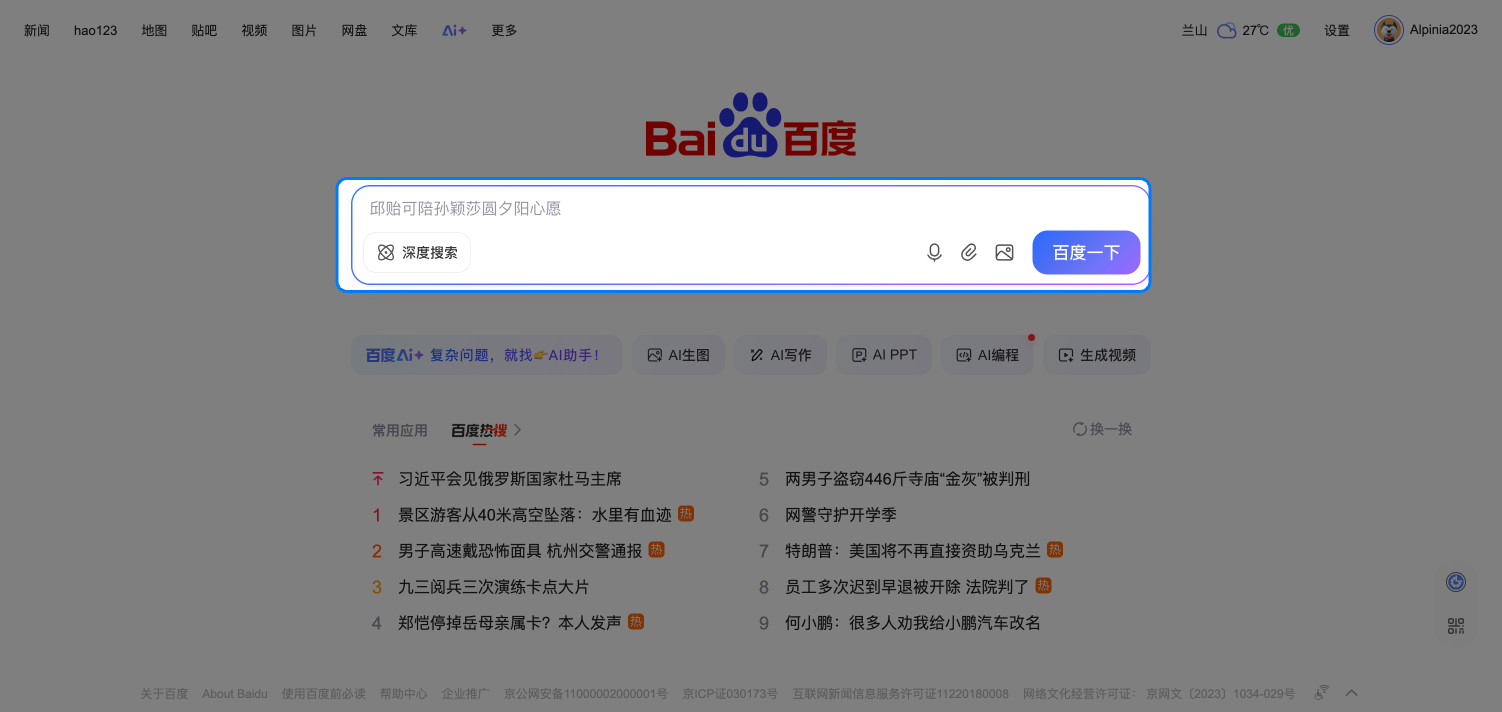 新闻 hao123 地图 贴吧 视频 图片 网盘 文库 Ai+ 更多 兰山 27℃ 优 设置 Alpinia2023
Bai du 百度
邱贻可陪孙颖莎圆夕阳心愿
深度搜索 百度一下
百度Ai+ 复杂问题，就找👉AI助手！ AI生图 AI写作 AI PPT AI编程 生成视频
常用应用 百度热搜 换一换
习近平会见俄罗斯国家杜马主席
1 景区游客从40米高空坠落：水里有血迹 热
2 男子高速戴恐怖面具 杭州交警通报 热
3 九三阅兵三次演练卡点大片
4 郑恺停掉岳母亲属卡？本人发声 热
5 两男子盗窃446斤寺庙“金灰”被判刑
6 网警守护开学季
7 特朗普：美国将不再直接资助乌克兰 热
8 员工多次迟到早退被开除 法院判了 热
9 何小鹏：很多人劝我给小鹏汽车改名
关于百度 About Baidu 使用百度前必读 帮助中心 企业推广 京公网安备11000002000001号 京ICP证030173号 互联网新闻信息服务许可证11220180008 网络文化经营许可证： 京网文〔2023〕1034-029号